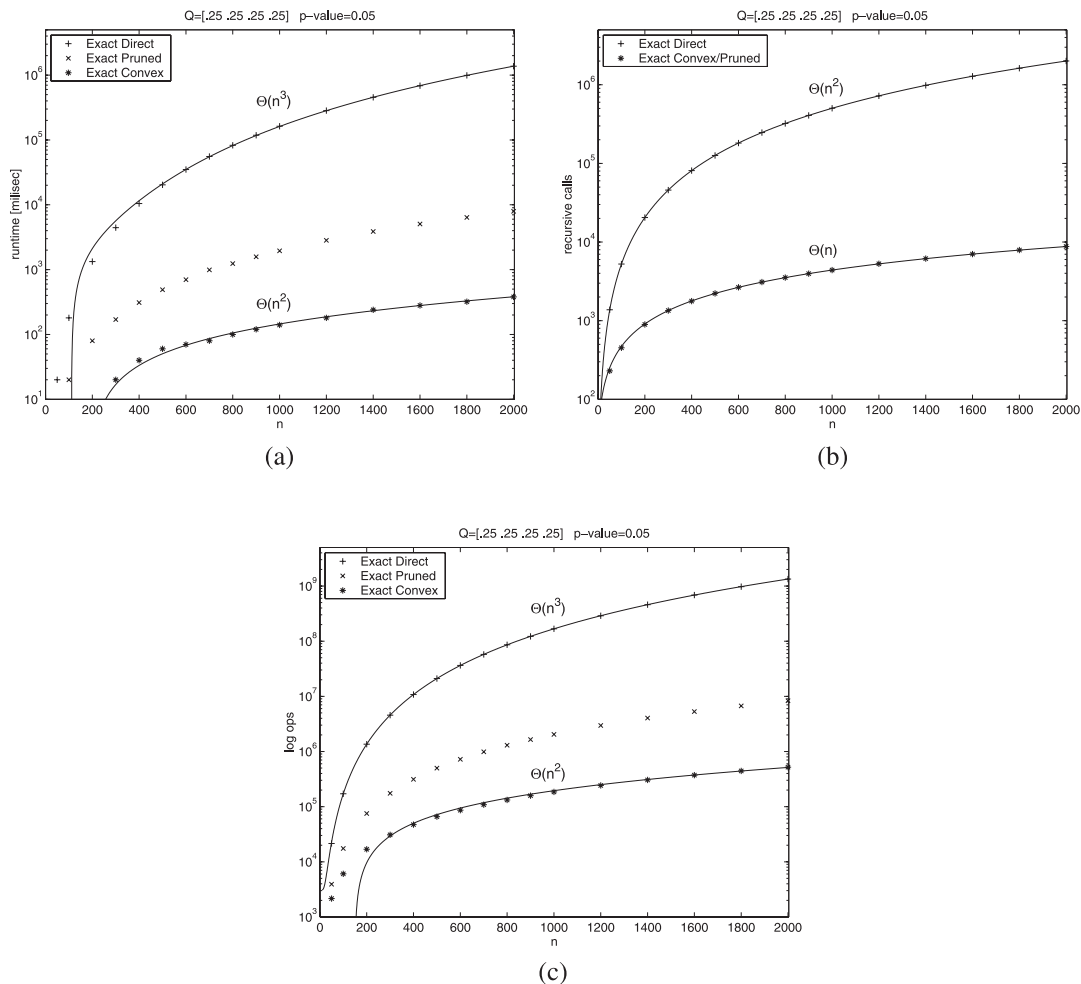 Q=[.25 .25 .25 .25]   p-value=0.05
+ Exact Direct
× Exact Pruned
* Exact Convex
Θ(n³)
Θ(n²)
runtime [milisec]
10⁶
10⁵
10⁴
10³
10²
10¹
0 200 400 600 800 1000 1200 1400 1600 1800 2000
n
(a)
Q=[.25 .25 .25 .25]   p-value=0.05
+ Exact Direct
* Exact Convex/Pruned
Θ(n²)
Θ(n)
recursive calls
10⁶
10⁵
10⁴
10³
10²
0 200 400 600 800 1000 1200 1400 1600 1800 2000
n
(b)
Q=[.25 .25 .25 .25]   p-value=0.05
+ Exact Direct
× Exact Pruned
* Exact Convex
Θ(n³)
Θ(n²)
log ops
10⁹
10⁸
10⁷
10⁶
10⁵
10⁴
10³
0 200 400 600 800 1000 1200 1400 1600 1800 2000
n
(c)